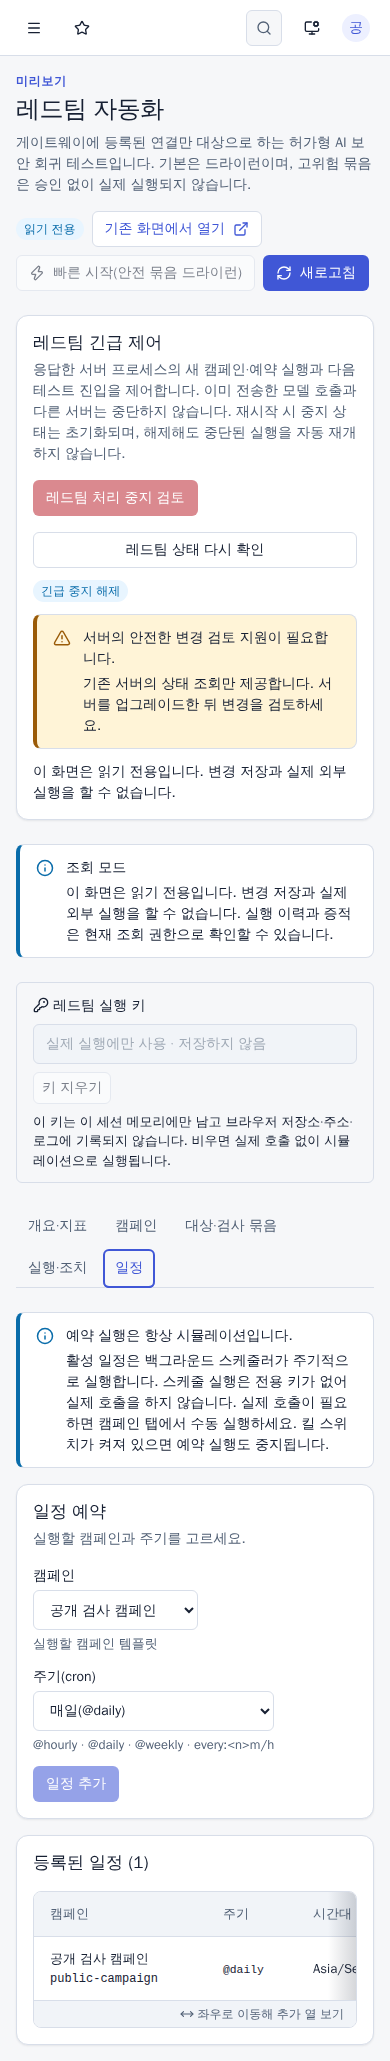 공
미리보기
레드팀 자동화
게이트웨이에 등록된 연결만 대상으로 하는 허가형 AI 보
안 회귀 테스트입니다. 기본은 드라이런이며, 고위험 묶음
은 승인 없이 실제 실행되지 않습니다.
읽기 전용
기존 화면에서 열기
빠른 시작(안전 묶음 드라이런)
새로고침
레드팀 긴급 제어
응답한 서버 프로세스의 새 캠페인·예약 실행과 다음
테스트 진입을 제어합니다. 이미 전송한 모델 호출과
다른 서버는 중단하지 않습니다. 재시작 시 중지 상
태는 초기화되며, 해제해도 중단된 실행을 자동 재개
하지 않습니다.
레드팀 처리 중지 검토
레드팀 상태 다시 확인
긴급 중지 해제
서버의 안전한 변경 검토 지원이 필요합
니다.
기존 서버의 상태 조회만 제공합니다. 서
버를 업그레이드한 뒤 변경을 검토하세
요.
이 화면은 읽기 전용입니다. 변경 저장과 실제 외부
실행을 할 수 없습니다.
조회 모드
이 화면은 읽기 전용입니다. 변경 저장과 실제
외부 실행을 할 수 없습니다. 실행 이력과 증적
은 현재 조회 권한으로 확인할 수 있습니다.
레드팀 실행 키
실제 실행에만 사용 · 저장하지 않음
키 지우기
이 키는 이 세션 메모리에만 남고 브라우저 저장소·주소·
로그에 기록되지 않습니다. 비우면 실제 호출 없이 시뮬
레이션으로 실행됩니다.
개요·지표
캠페인
대상·검사 묶음
실행·조치
일정
예약 실행은 항상 시뮬레이션입니다.
활성 일정은 백그라운드 스케줄러가 주기적으
로 실행합니다. 스케줄 실행은 전용 키가 없어
실제 호출을 하지 않습니다. 실제 호출이 필요
하면 캠페인 탭에서 수동 실행하세요. 킬 스위
치가 켜져 있으면 예약 실행도 중지됩니다.
일정 예약
실행할 캠페인과 주기를 고르세요.
캠페인
공개 검사 캠페인
실행할 캠페인 템플릿
주기(cron)
매일(@daily)
@hourly · @daily · @weekly · every:<n>m/h
일정 추가
등록된 일정 (1)
캠페인 주기 시간대
공개 검사 캠페인
public-campaign
@daily
Asia/Se
좌우로 이동해 추가 열 보기